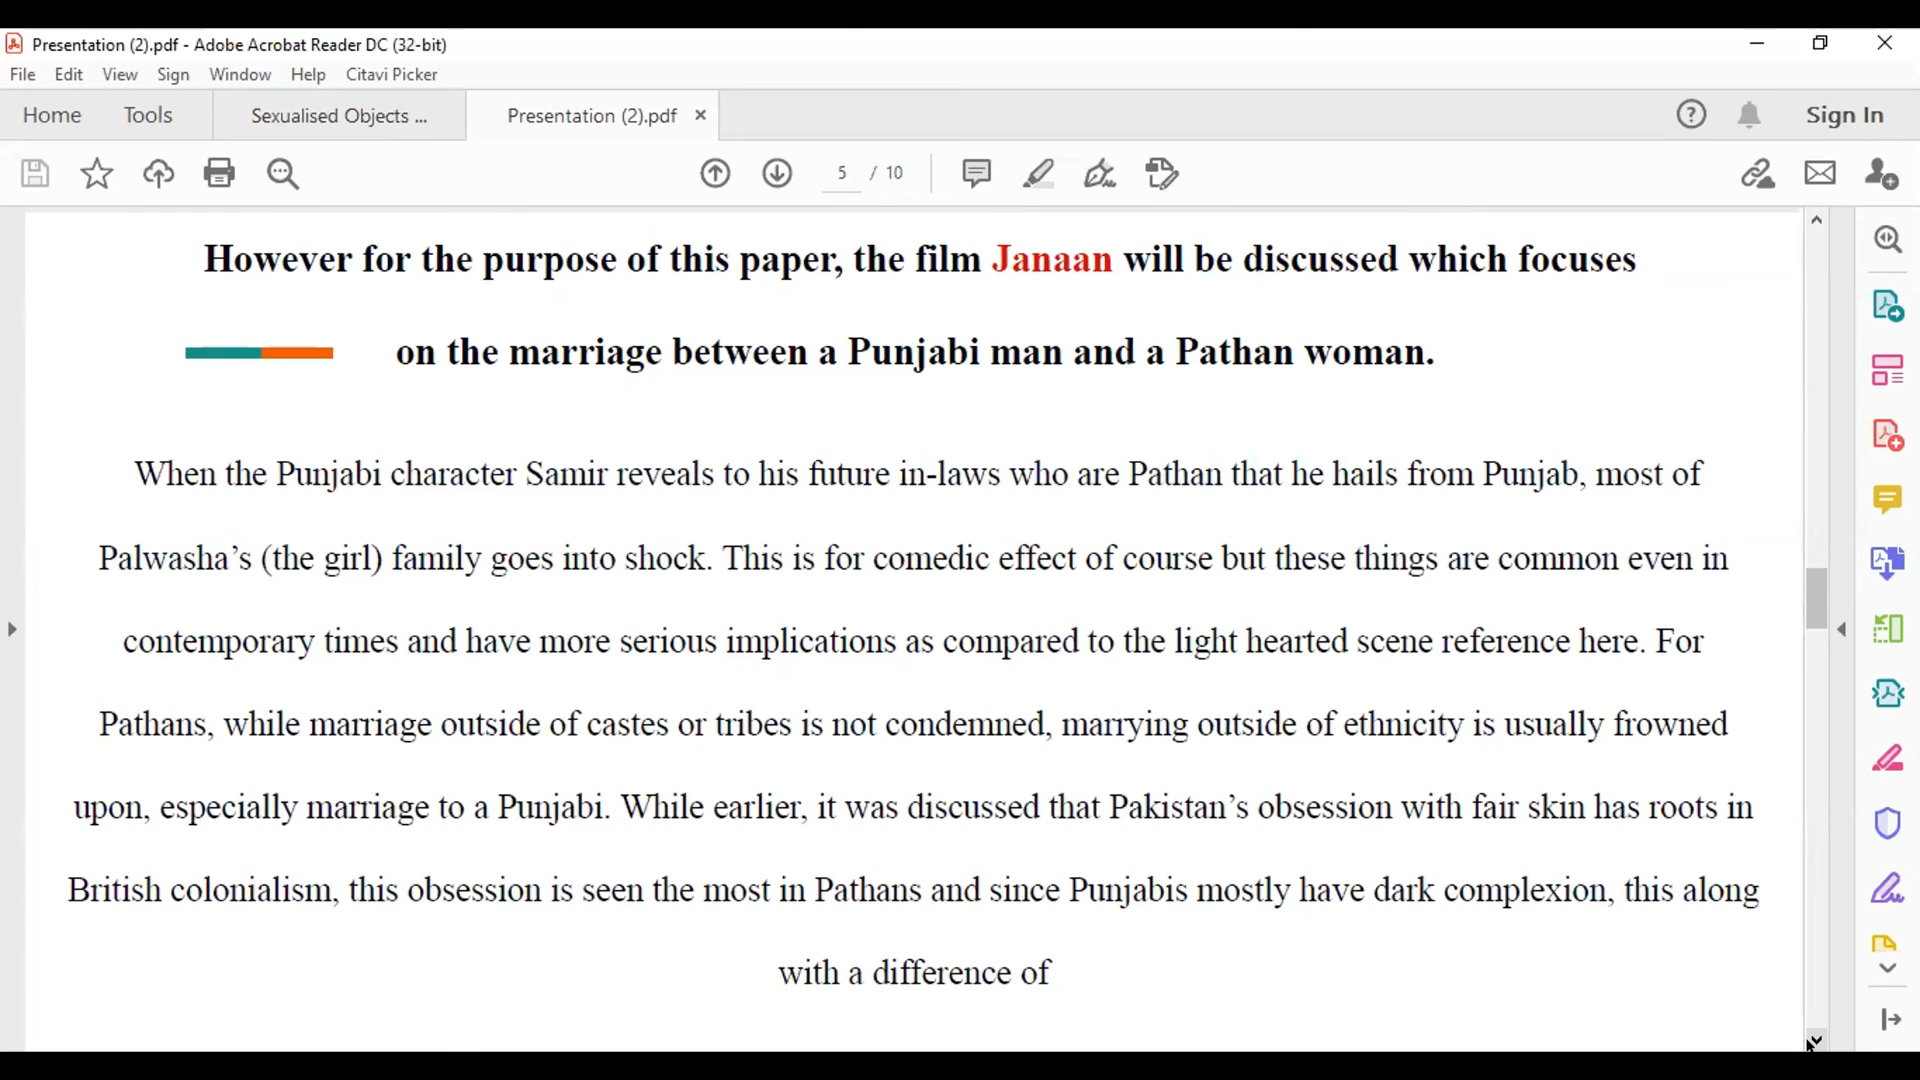 Presentation (2).pdf - Adobe Acrobat Reader DC (32-bit)
File Edit View Sign Window Help Citavi Picker
Home Tools Sexualised Objects ... Presentation (2).pdf × Sign In
5 / 10
However for the purpose of this paper, the film Janaan will be discussed which focuses
on the marriage between a Punjabi man and a Pathan woman.
When the Punjabi character Samir reveals to his future in-laws who are Pathan that he hails from Punjab, most of
Palwasha’s (the girl) family goes into shock. This is for comedic effect of course but these things are common even in
contemporary times and have more serious implications as compared to the light hearted scene reference here. For
Pathans, while marriage outside of castes or tribes is not condemned, marrying outside of ethnicity is usually frowned
upon, especially marriage to a Punjabi. While earlier, it was discussed that Pakistan’s obsession with fair skin has roots in
British colonialism, this obsession is seen the most in Pathans and since Punjabis mostly have dark complexion, this along
with a difference of